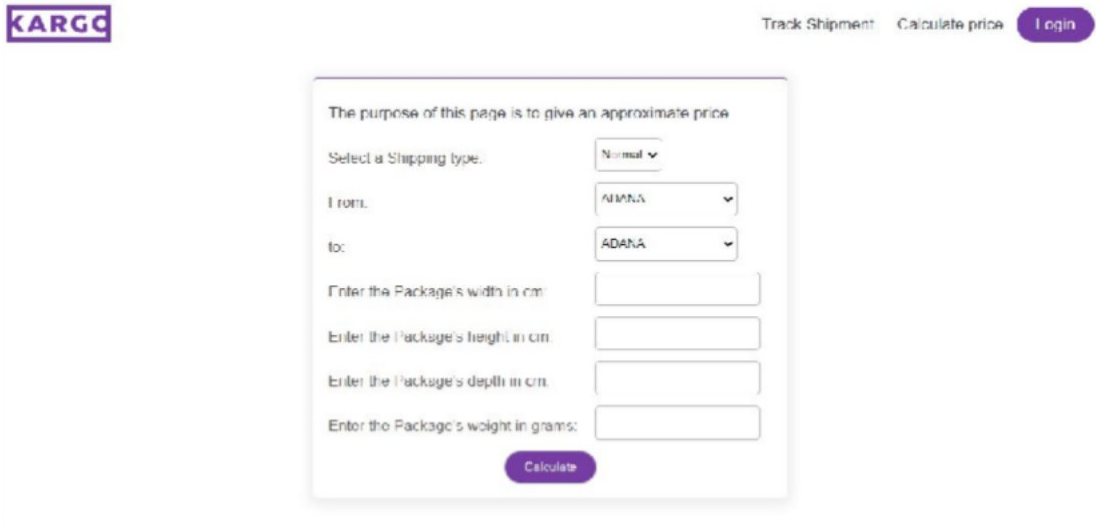 KARGO
Track Shipment Calculate price Login
The purpose of this page is to give an approximate price
Select a Shipping type: Normal
From: ADANA
to: ADANA
Enter the Package's width in cm:
Enter the Package's height in cm:
Enter the Package's depth in cm:
Enter the Package's weight in grams:
Calculate